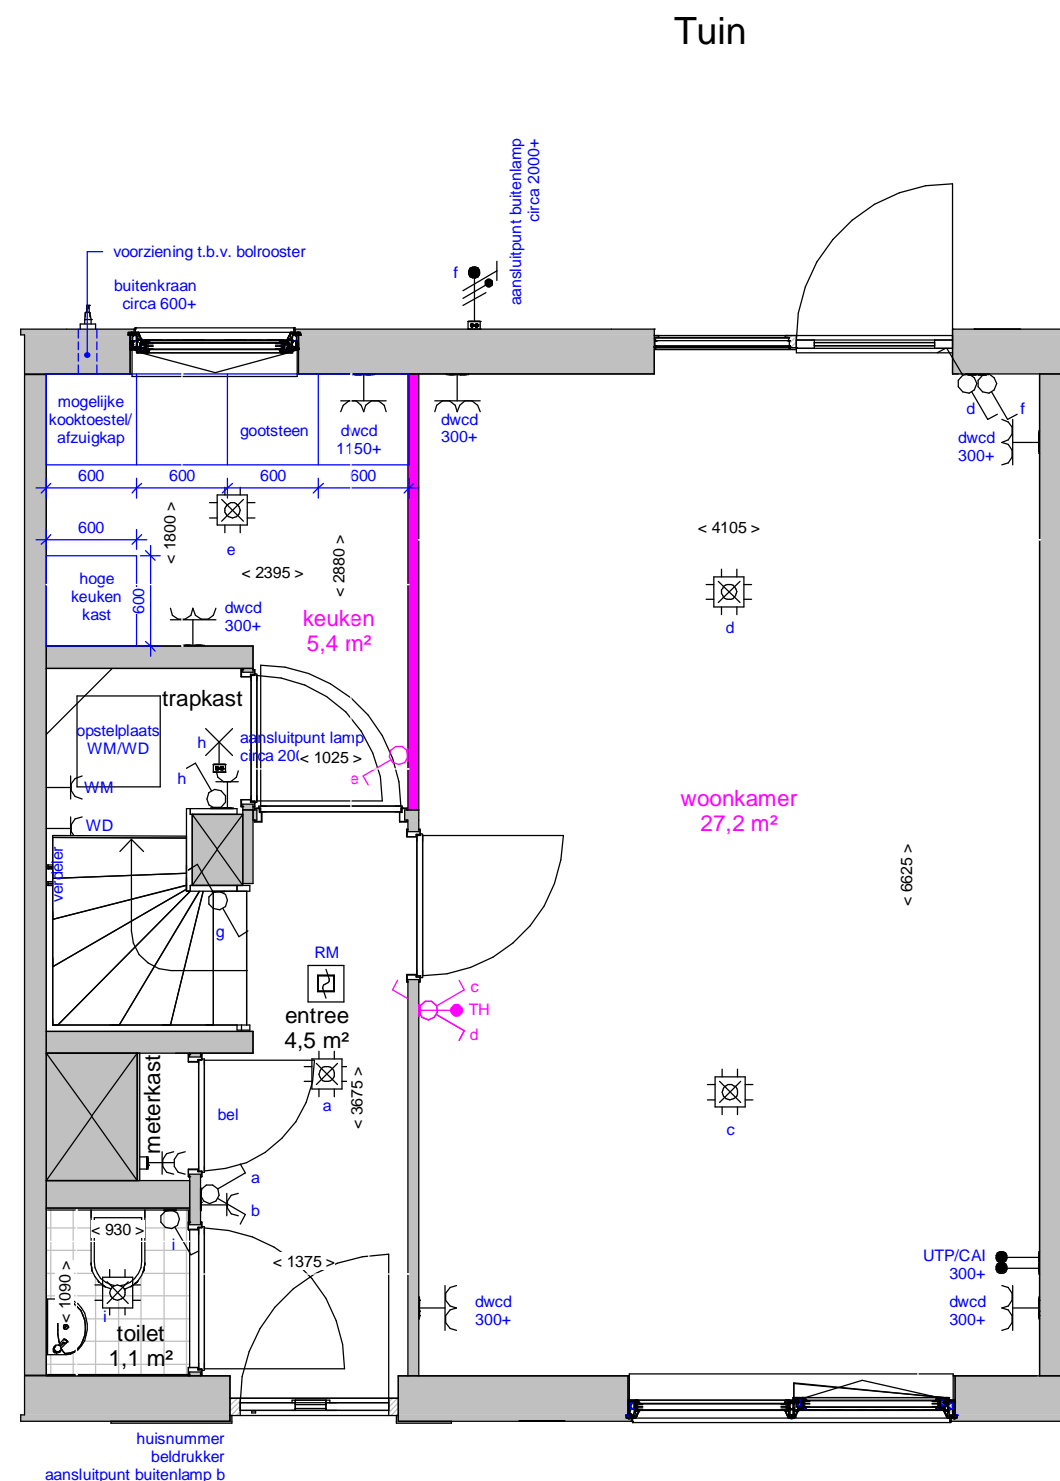 Tuin
aansluitpunt buitenlamp
circa 2000+
voorziening t.b.v. bolrooster
buitenkraan
circa 600+
f
mogelijke
kooktoestel/
afzuigkap
gootsteen
dwcd
1150+
dwcd
300+
d
f
dwcd
300+
600
600
600
600
< 1800 >
e
600
< 2395 >
< 2880 >
< 4105 >
hoge
keuken
kast
600
dwcd
300+
keuken
5,4 m²
d
trapkast
opstelplaats
WM/WD
h
aansluitpunt lamp
circa 20
< 1025 >
h
e
WM
WD
woonkamer
27,2 m²
verdeler
< 6625 >
g
RM
c
TH
d
entree
4,5 m²
a
< 3675 >
meterkast
bel
c
a
b
< 930 >
i
< 1375 >
< 1090 >
i
toilet
1,1 m²
UTP/CAI
300+
dwcd
300+
dwcd
300+
huisnummer
beldrukker
aansluitpunt buitenlamp b